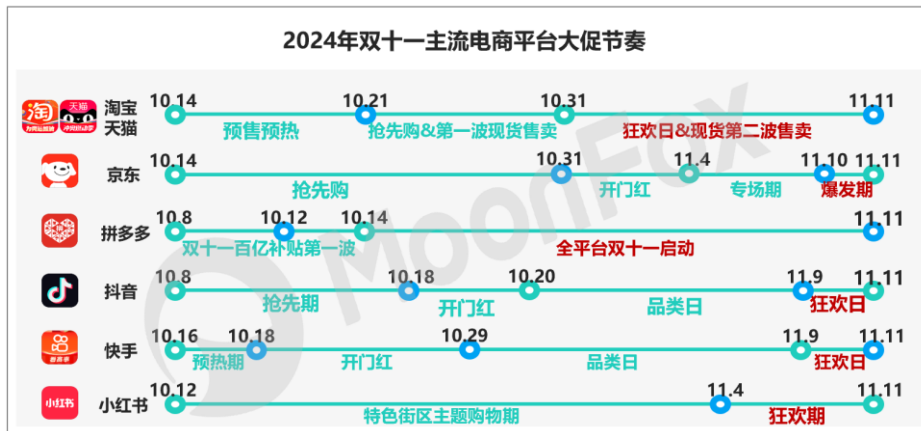 2024年双十一主流电商平台大促节奏
淘
天猫
淘宝
天猫
10.14
10.21
10.31
11.11
预售预热
抢先购&第一波现货售卖
狂欢日&现货第二波售卖
京东
10.14
10.31
11.4
11.10
11.11
抢先购
开门红
专场期
爆发期
拼多多
10.8
10.12
10.14
11.11
双十一百亿补贴第一波
全平台双十一启动
抖音
10.8
10.18
10.20
11.9
11.11
抢先期
开门红
品类日
狂欢日
快手
10.16
10.18
10.29
11.9
11.11
预热期
开门红
品类日
狂欢日
小红书
小红书
10.12
11.4
11.11
特色街区主题购物期
狂欢期
MoonFox